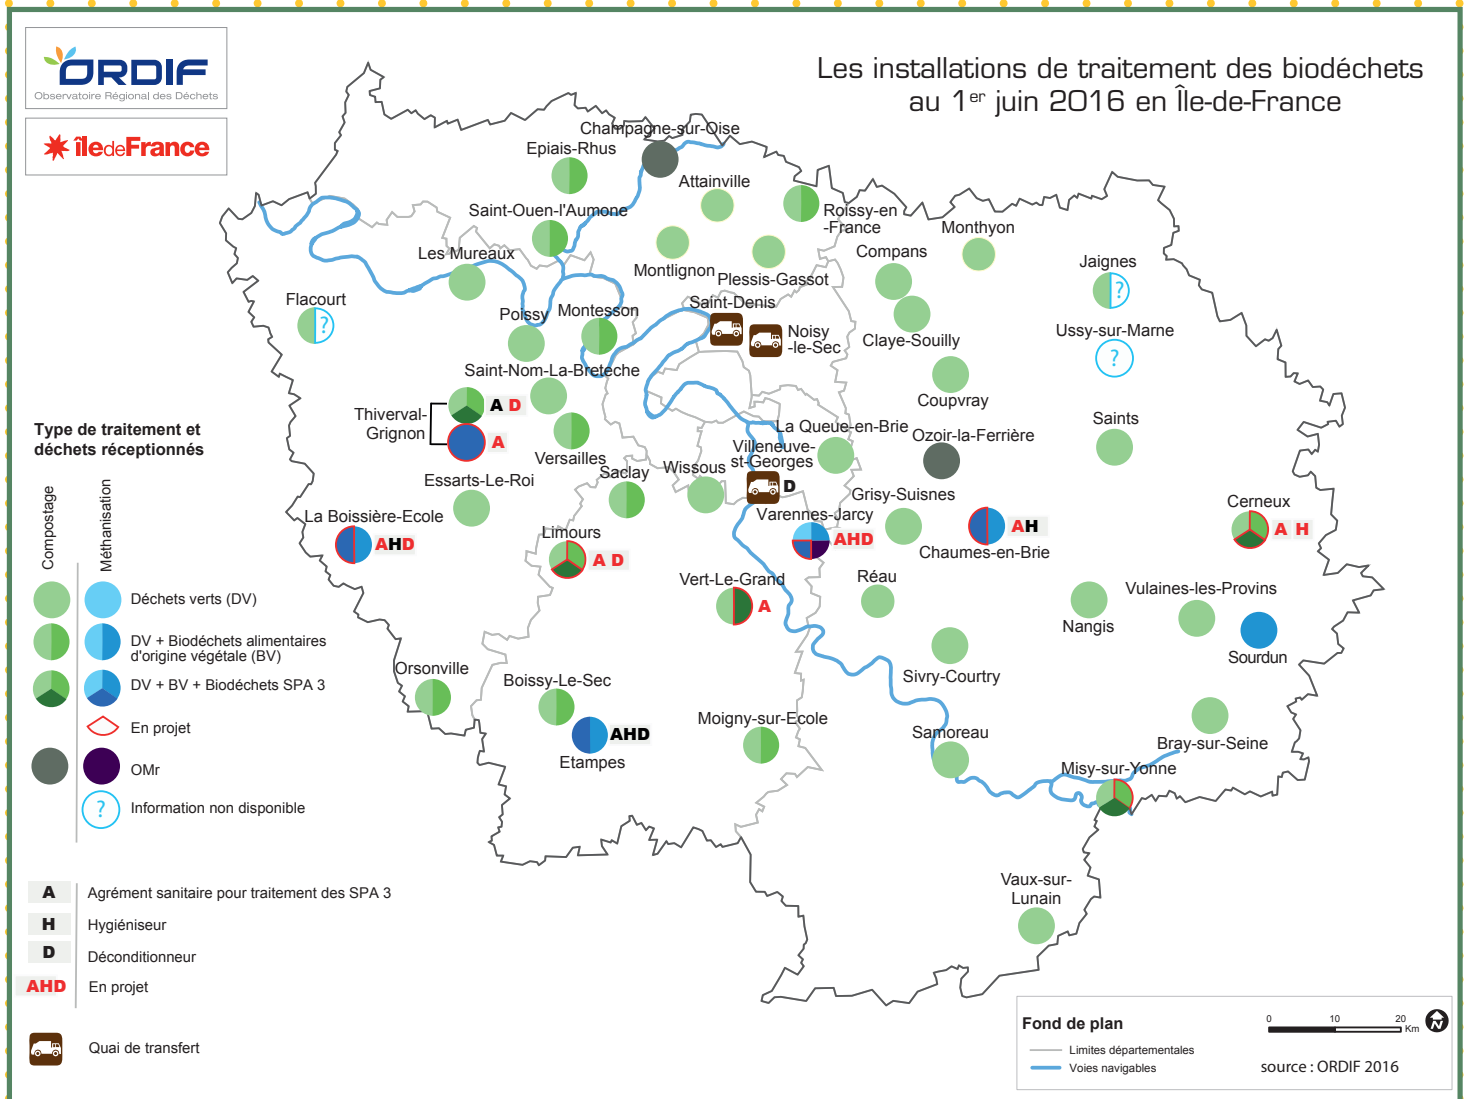 ORDIF
Observatoire Régional des Déchets
îledeFrance
Les installations de traitement des biodéchets
au 1er juin 2016 en Île-de-France
Champagne-sur-Oise
Epiais-Rhus
Attainville
Saint-Ouen-l'Aumone
Roissy-en
-France
Monthyon
Compans
Les Mureaux
Montlignon
Plessis-Gassot
Jaignes
?
Flacourt
?
Saint-Denis
Poissy
Montesson
Noisy
-le-Sec
Claye-Souilly
Ussy-sur-Marne
?
Saint-Nom-La-Breteche
Coupvray
Thiverval-
Grignon
A D
A
Saints
La Queue-en-Brie
Ozoir-la-Ferrière
Versailles
Villeneuve-
st-Georges
D
Saclay
Wissous
Essarts-Le-Roi
Grisy-Suisnes
Cerneux
A H
La Boissière-Ecole
AHD
Varennes-Jarcy
AHD
AH
Chaumes-en-Brie
Limours
A D
Vert-Le-Grand
A
Réau
Vulaines-les-Provins
Nangis
Sourdun
Sivry-Courtry
Orsonville
Boissy-Le-Sec
AHD
Etampes
Moigny-sur-Ecole
Samoreau
Bray-sur-Seine
Misy-sur-Yonne
Vaux-sur-
Lunain
Type de traitement et
déchets réceptionnés
Compostage
Méthanisation
Déchets verts (DV)
DV + Biodéchets alimentaires
d'origine végétale (BV)
DV + BV + Biodéchets SPA 3
En projet
OMr
?
Information non disponible
A
Agrément sanitaire pour traitement des SPA 3
H
Hygiéniseur
D
Déconditionneur
AHD
En projet
Quai de transfert
Fond de plan
0 10 20
Km
N
Limites départementales
Voies navigables
source : ORDIF 2016